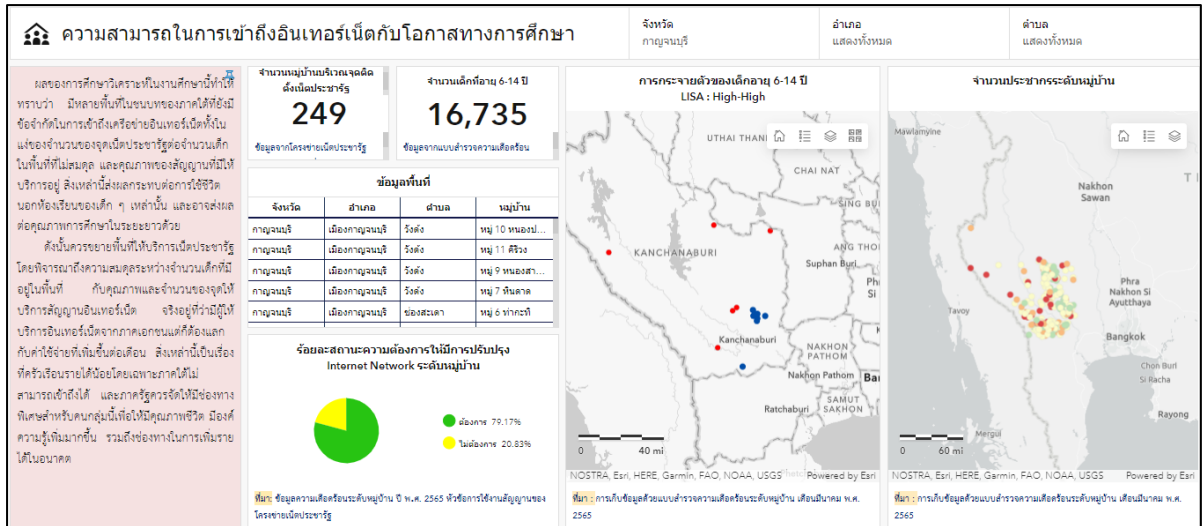 ความสามารถในการเข้าถึงอินเทอร์เน็ตกับโอกาสทางการศึกษา
จังหวัด
กาญจนบุรี
อำเภอ
แสดงทั้งหมด
ตำบล
แสดงทั้งหมด
ผลของการศึกษาวิเคราะห์ในงานศึกษานี้ทำให้
ทราบว่า มีหลายพื้นที่ในชนบทของภาคใต้ที่ยังมี
ข้อจำกัดในการเข้าถึงเครือข่ายอินเทอร์เน็ตทั้งใน
แง่ของจำนวนของจุดเน็ตประชารัฐต่อจำนวนเด็ก
ในพื้นที่ที่ไม่สมดุล และคุณภาพของสัญญาณที่มีให้
บริการอยู่ สิ่งเหล่านี้ส่งผลกระทบต่อการใช้ชีวิต
นอกห้องเรียนของเด็ก ๆ เหล่านั้น และอาจส่งผล
ต่อคุณภาพการศึกษาในระยะยาวด้วย
ดังนั้นควรขยายพื้นที่ให้บริการเน็ตประชารัฐ
โดยพิจารณาถึงความสมดุลระหว่างจำนวนเด็กที่มี
อยู่ในพื้นที่ กับคุณภาพและจำนวนของจุดให้
บริการสัญญาณอินเทอร์เน็ต จริงอยู่ที่ว่ามีผู้ให้
บริการอินเทอร์เน็ตจากภาคเอกชนแต่ก็ต้องแลก
กับค่าใช้จ่ายที่เพิ่มขึ้นต่อเดือน สิ่งเหล่านี้เป็นเรื่อง
ที่ครัวเรือนรายได้น้อยโดยเฉพาะภาคใต้ไม่
สามารถเข้าถึงได้ และภาครัฐควรจัดให้มีช่องทาง
พิเศษสำหรับคนกลุ่มนี้เพื่อให้มีคุณภาพชีวิต มีองค์
ความรู้เพิ่มมากขึ้น รวมถึงช่องทางในการเพิ่มราย
ได้ในอนาคต
จำนวนหมู่บ้านบริเวณจุดติด
ตั้งเน็ตประชารัฐ
249
ข้อมูลจากโครงข่ายเน็ตประชารัฐ
จำนวนเด็กที่อายุ 6-14 ปี
16,735
ข้อมูลจากแบบสำรวจความเดือดร้อน
ข้อมูลพื้นที่
จังหวัด อำเภอ ตำบล หมู่บ้าน
กาญจนบุรี เมืองกาญจนบุรี วังด้ง หมู่ 10 หนองป...
กาญจนบุรี เมืองกาญจนบุรี วังด้ง หมู่ 11 คีรีวง
กาญจนบุรี เมืองกาญจนบุรี วังด้ง หมู่ 9 หนองสา...
กาญจนบุรี เมืองกาญจนบุรี วังด้ง หมู่ 7 หินดาด
กาญจนบุรี เมืองกาญจนบุรี ช่องสะเดา หมู่ 6 ท่ากะทิ
ร้อยละสถานะความต้องการให้มีการปรับปรุง
Internet Network ระดับหมู่บ้าน
ต้องการ 79.17%
ไม่ต้องการ 20.83%
ที่มา: ข้อมูลความเดือดร้อนระดับหมู่บ้าน ปี พ.ศ. 2565 หัวข้อการใช้งานสัญญาณของ
โครงข่ายเน็ตประชารัฐ
การกระจายตัวของเด็กอายุ 6-14 ปี
LISA : High-High
UTHAI THANI
CHAI NAT
SING BU
KANCHANABURI
ANG THO
Suphan Buri
Ph
Si
Kanchanaburi
NAKHON
PATHOM
Nakhon Pathom
Ba
SAMUT
SAKHON
Ratchaburi
0 40 mi
NOSTRA, Esri, HERE, Garmin, FAO, NOAA, USGS
Powered by Esri
ที่มา : การเก็บข้อมูลด้วยแบบสำรวจความเดือดร้อนระดับหมู่บ้าน เดือนมีนาคม พ.ศ.
2565
จำนวนประชากรระดับหมู่บ้าน
Mawlamyine
T
Nakhon
Sawan
Phra
Nakhon Si
Ayutthaya
Tavoy
Bangkok
Chon Buri
Si Racha
Rayong
Mergui
0 60 mi
NOSTRA, Esri, HERE, Garmin, FAO, NOAA, USGS
Powered by Esri
ที่มา : การเก็บข้อมูลด้วยแบบสำรวจความเดือดร้อนระดับหมู่บ้าน เดือนมีนาคม พ.ศ.
2565